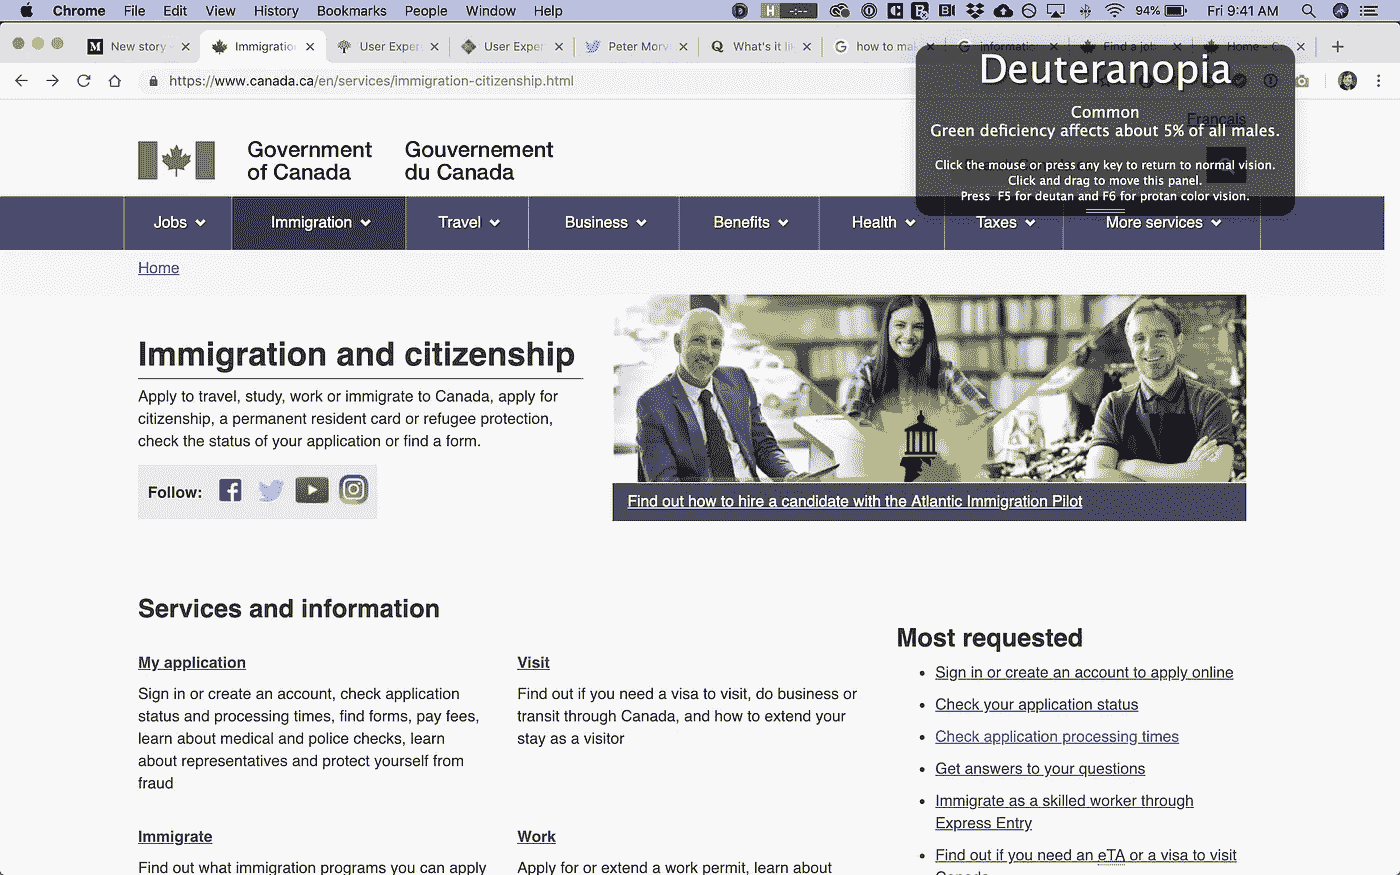 Chrome File Edit View History Bookmarks People Window Help 94% Fri 9:41 AM
New story - Immigratio User Exper User Exper Peter Morv What's it li how to mak informatio Find a job Home - C
https://www.canada.ca/en/services/immigration-citizenship.html
Deuteranopia
Common
Green deficiency affects about 5% of all males.
Click the mouse or press any key to return to normal vision.
Click and drag to move this panel.
Press F5 for deutan and F6 for protan color vision.
Français
Government
of Canada
Gouvernement
du Canada
Jobs Immigration Travel Business Benefits Health Taxes More services
Home
Immigration and citizenship
Apply to travel, study, work or immigrate to Canada, apply for
citizenship, a permanent resident card or refugee protection,
check the status of your application or find a form.
Follow:
Find out how to hire a candidate with the Atlantic Immigration Pilot
Services and information
My application
Sign in or create an account, check application
status and processing times, find forms, pay fees,
learn about medical and police checks, learn
about representatives and protect yourself from
fraud
Visit
Find out if you need a visa to visit, do business or
transit through Canada, and how to extend your
stay as a visitor
Immigrate
Find out what immigration programs you can apply
Work
Apply for or extend a work permit, learn about
Most requested
Sign in or create an account to apply online
Check your application status
Check application processing times
Get answers to your questions
Immigrate as a skilled worker through
Express Entry
Find out if you need an eTA or a visa to visit